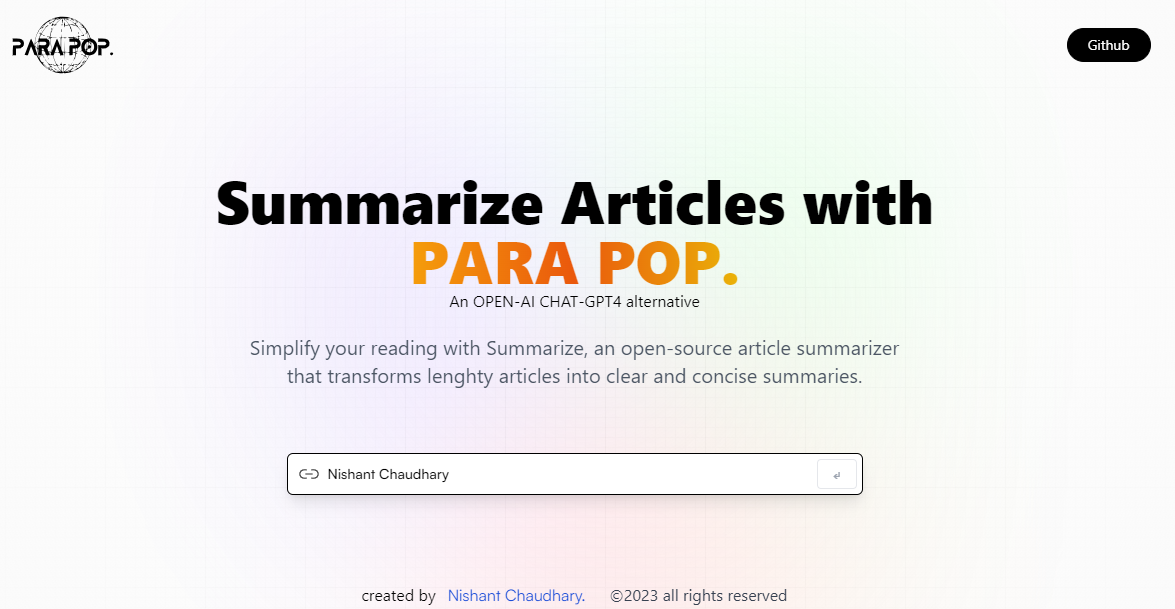 PARA POP.
Github
Summarize Articles with
PARA POP.
An OPEN-AI CHAT-GPT4 alternative
Simplify your reading with Summarize, an open-source article summarizer
that transforms lenghty articles into clear and concise summaries.
Nishant Chaudhary
created by Nishant Chaudhary. ©2023 all rights reserved